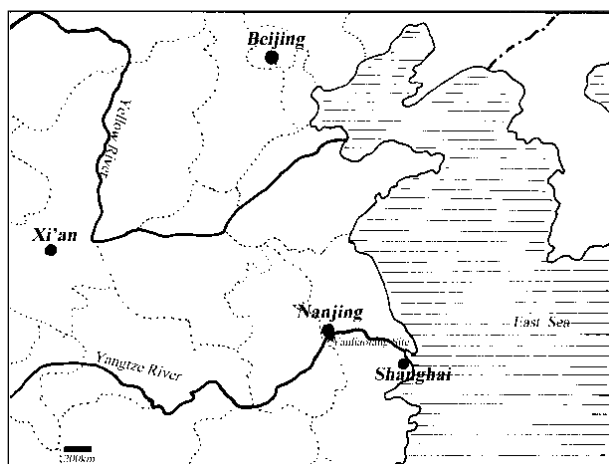 Beijing
Yellow River
Xi'an
Nanjing
East Sea
Yangtze River
Shanghai
200km